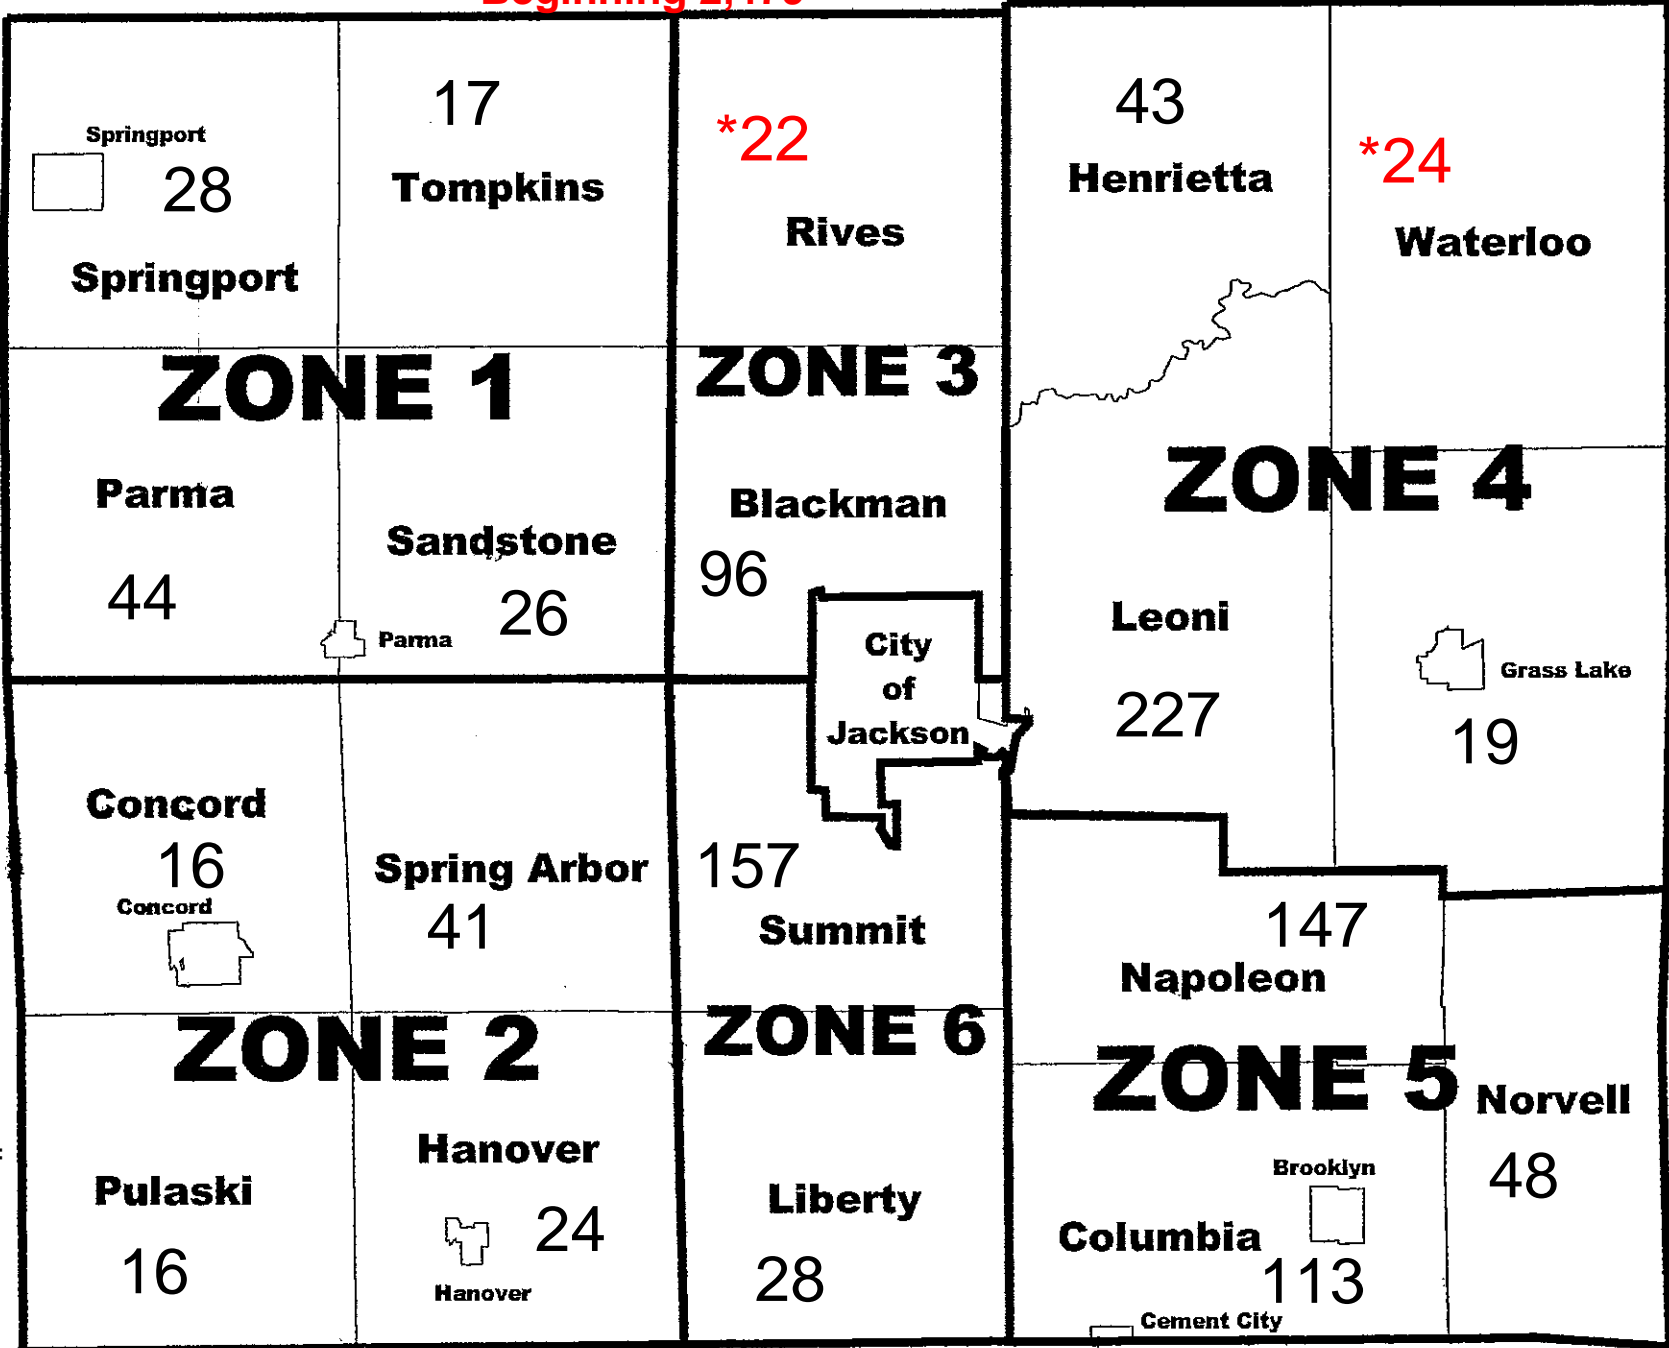 Beginning
17
Springport
28
Tompkins
Springport
*22
Rives
43
Henrietta
*24
Waterloo
ZONE 1
ZONE 3
ZONE 4
Parma
44
Sandstone
26
Parma
Blackman
96
City
of
Jackson
Leoni
227
Grass Lake
19
Concord
16
Concord
Spring Arbor
41
157
Summit
147
Napoleon
ZONE 2
ZONE 6
ZONE 5
Norvell
48
Pulaski
16
Hanover
24
Hanover
Liberty
28
Brooklyn
Columbia
113
Cement City